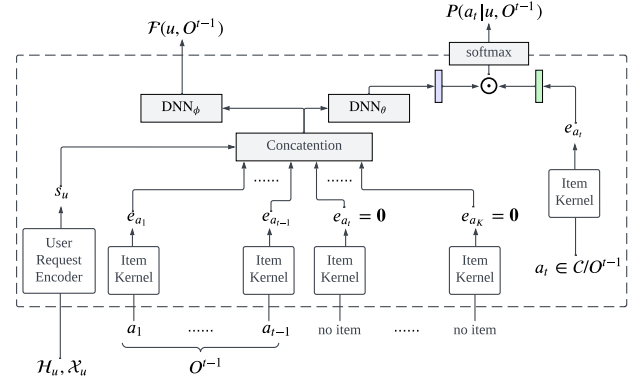 P(a_t|u, O^{t-1})
F(u, O^{t-1})
softmax
DNN_ϕ
DNN_θ
Concatention
e_{a_t}
......
......
s_u
Item
Kernel
e_{a_1}
e_{a_{t-1}}
e_{a_t} = 0
e_{a_K} = 0
User
Request
Encoder
Item
Kernel
Item
Kernel
Item
Kernel
Item
Kernel
a_t ∈ C/O^{t-1}
a_1
......
a_{t-1}
no item
......
no item
H_u, X_u
O^{t-1}